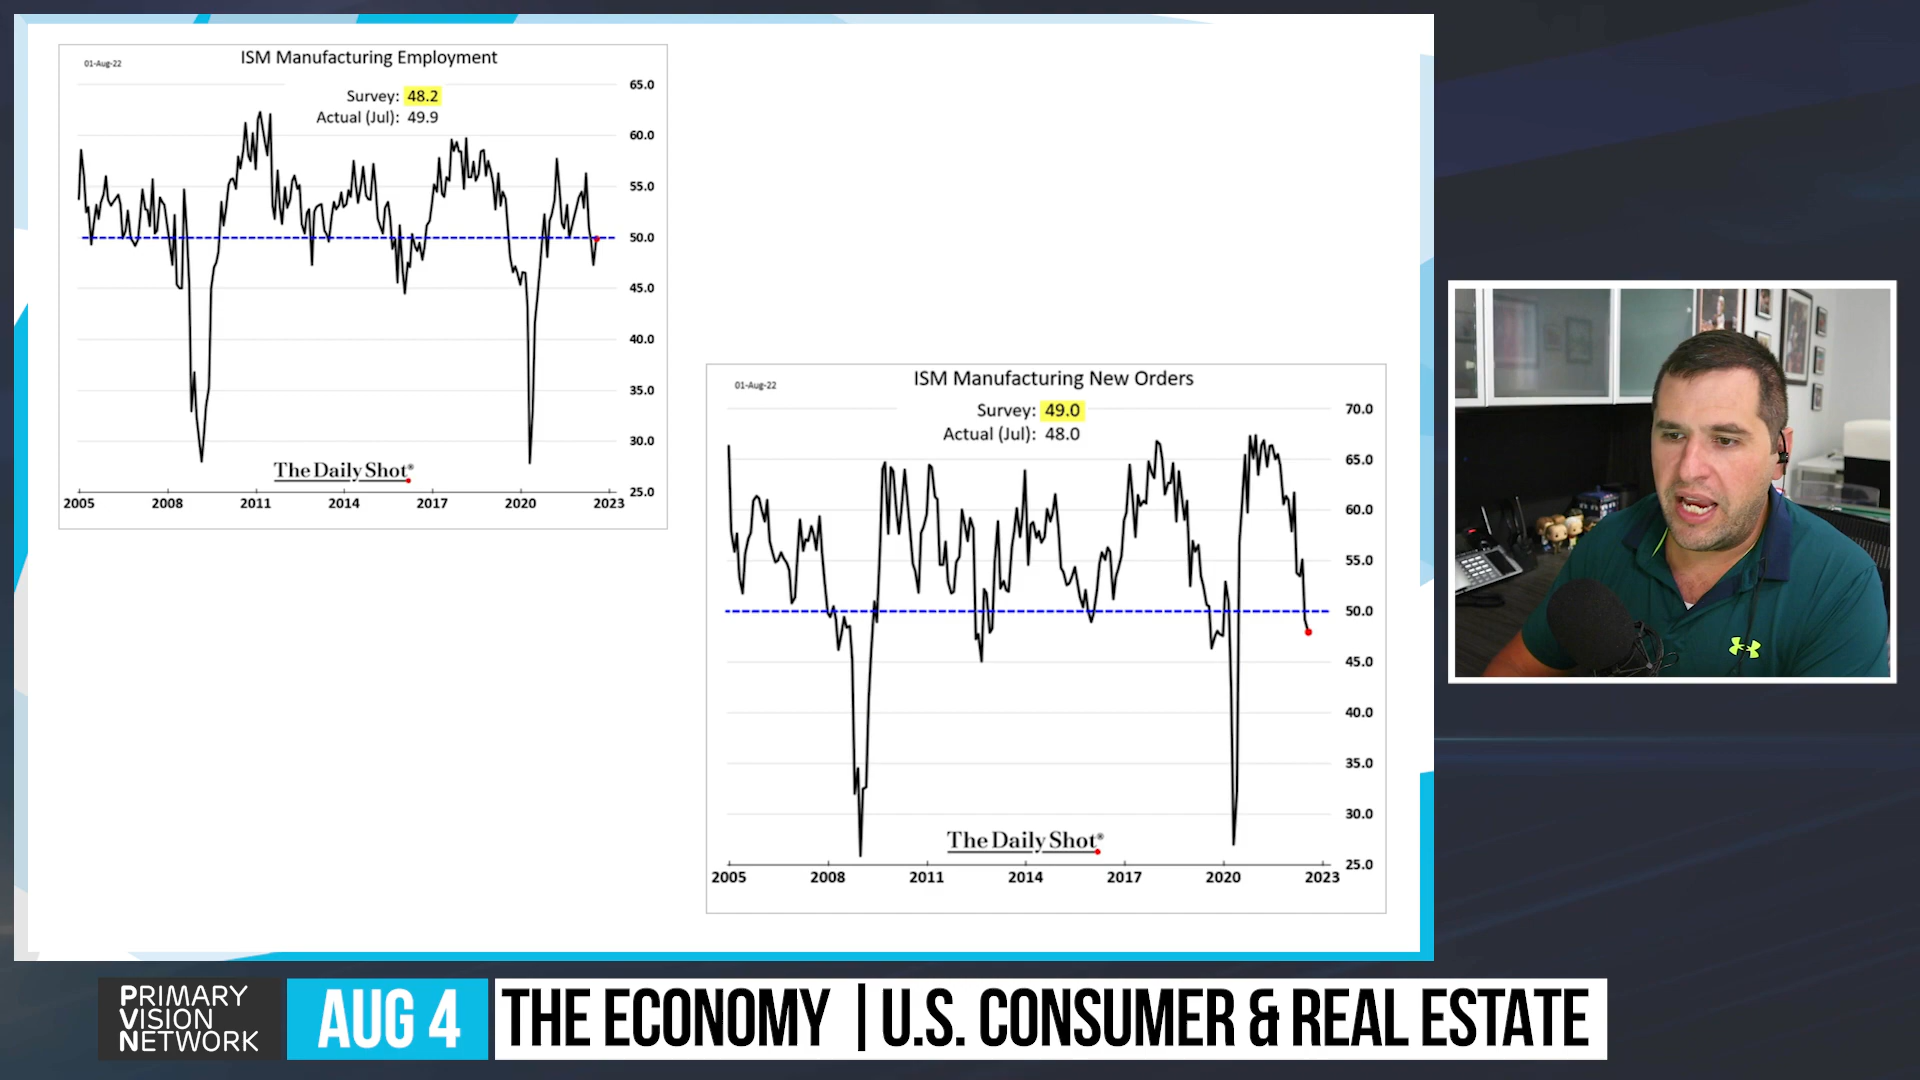 ISM Manufacturing Employment
01-Aug-22
Survey: 48.2
Actual (Jul): 49.9
65.0
60.0
55.0
50.0
45.0
40.0
35.0
30.0
25.0
The Daily Shot®
2005 2008 2011 2014 2017 2020 2023
ISM Manufacturing New Orders
01-Aug-22
Survey: 49.0
Actual (Jul): 48.0
70.0
65.0
60.0
55.0
50.0
45.0
40.0
35.0
30.0
25.0
The Daily Shot®
2005 2008 2011 2014 2017 2020 2023
PRIMARY
VISION
NETWORK
AUG 4
THE ECONOMY | U.S. CONSUMER & REAL ESTATE